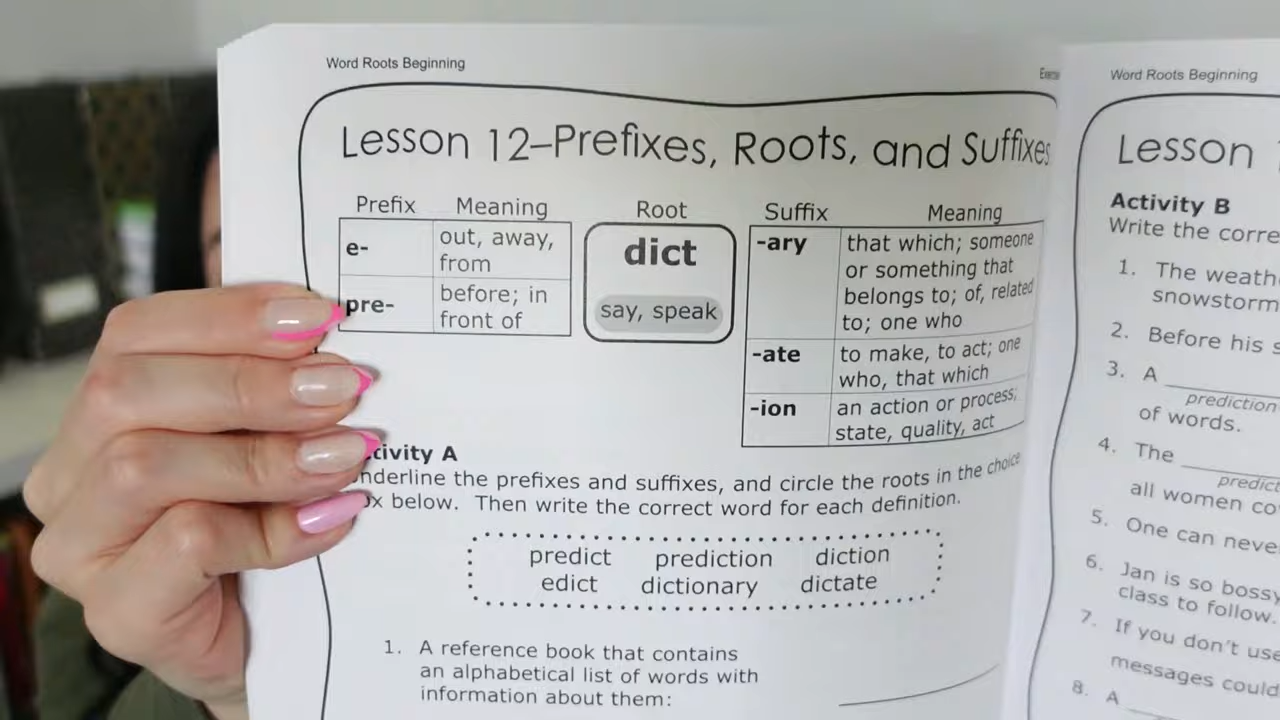 Word Roots Beginning
Lesson 12–Prefixes, Roots, and Suffixes
Prefix Meaning
e- out, away,
from
pre- before; in
front of
Root
dict
say, speak
Suffix Meaning
-ary that which; someone
or something that
belongs to; of, related
to; one who
-ate to make, to act; one
who, that which
-ion an action or process;
state, quality, act
A
the prefixes and suffixes, and circle the roots in the choice
below. Then write the correct word for each definition.
predict prediction diction
edict dictionary dictate
1. A reference book that contains
an alphabetical list of words with
information about them:
Word Roots Beginning
Lesson
Activity B
Write the
1. The
snowstorm
2. Before his
3. A
prediction
of words.
4. The
all women
5. One can
6. Jan is so bossy
class to follow.
7. If you don't use
messages could
8. A